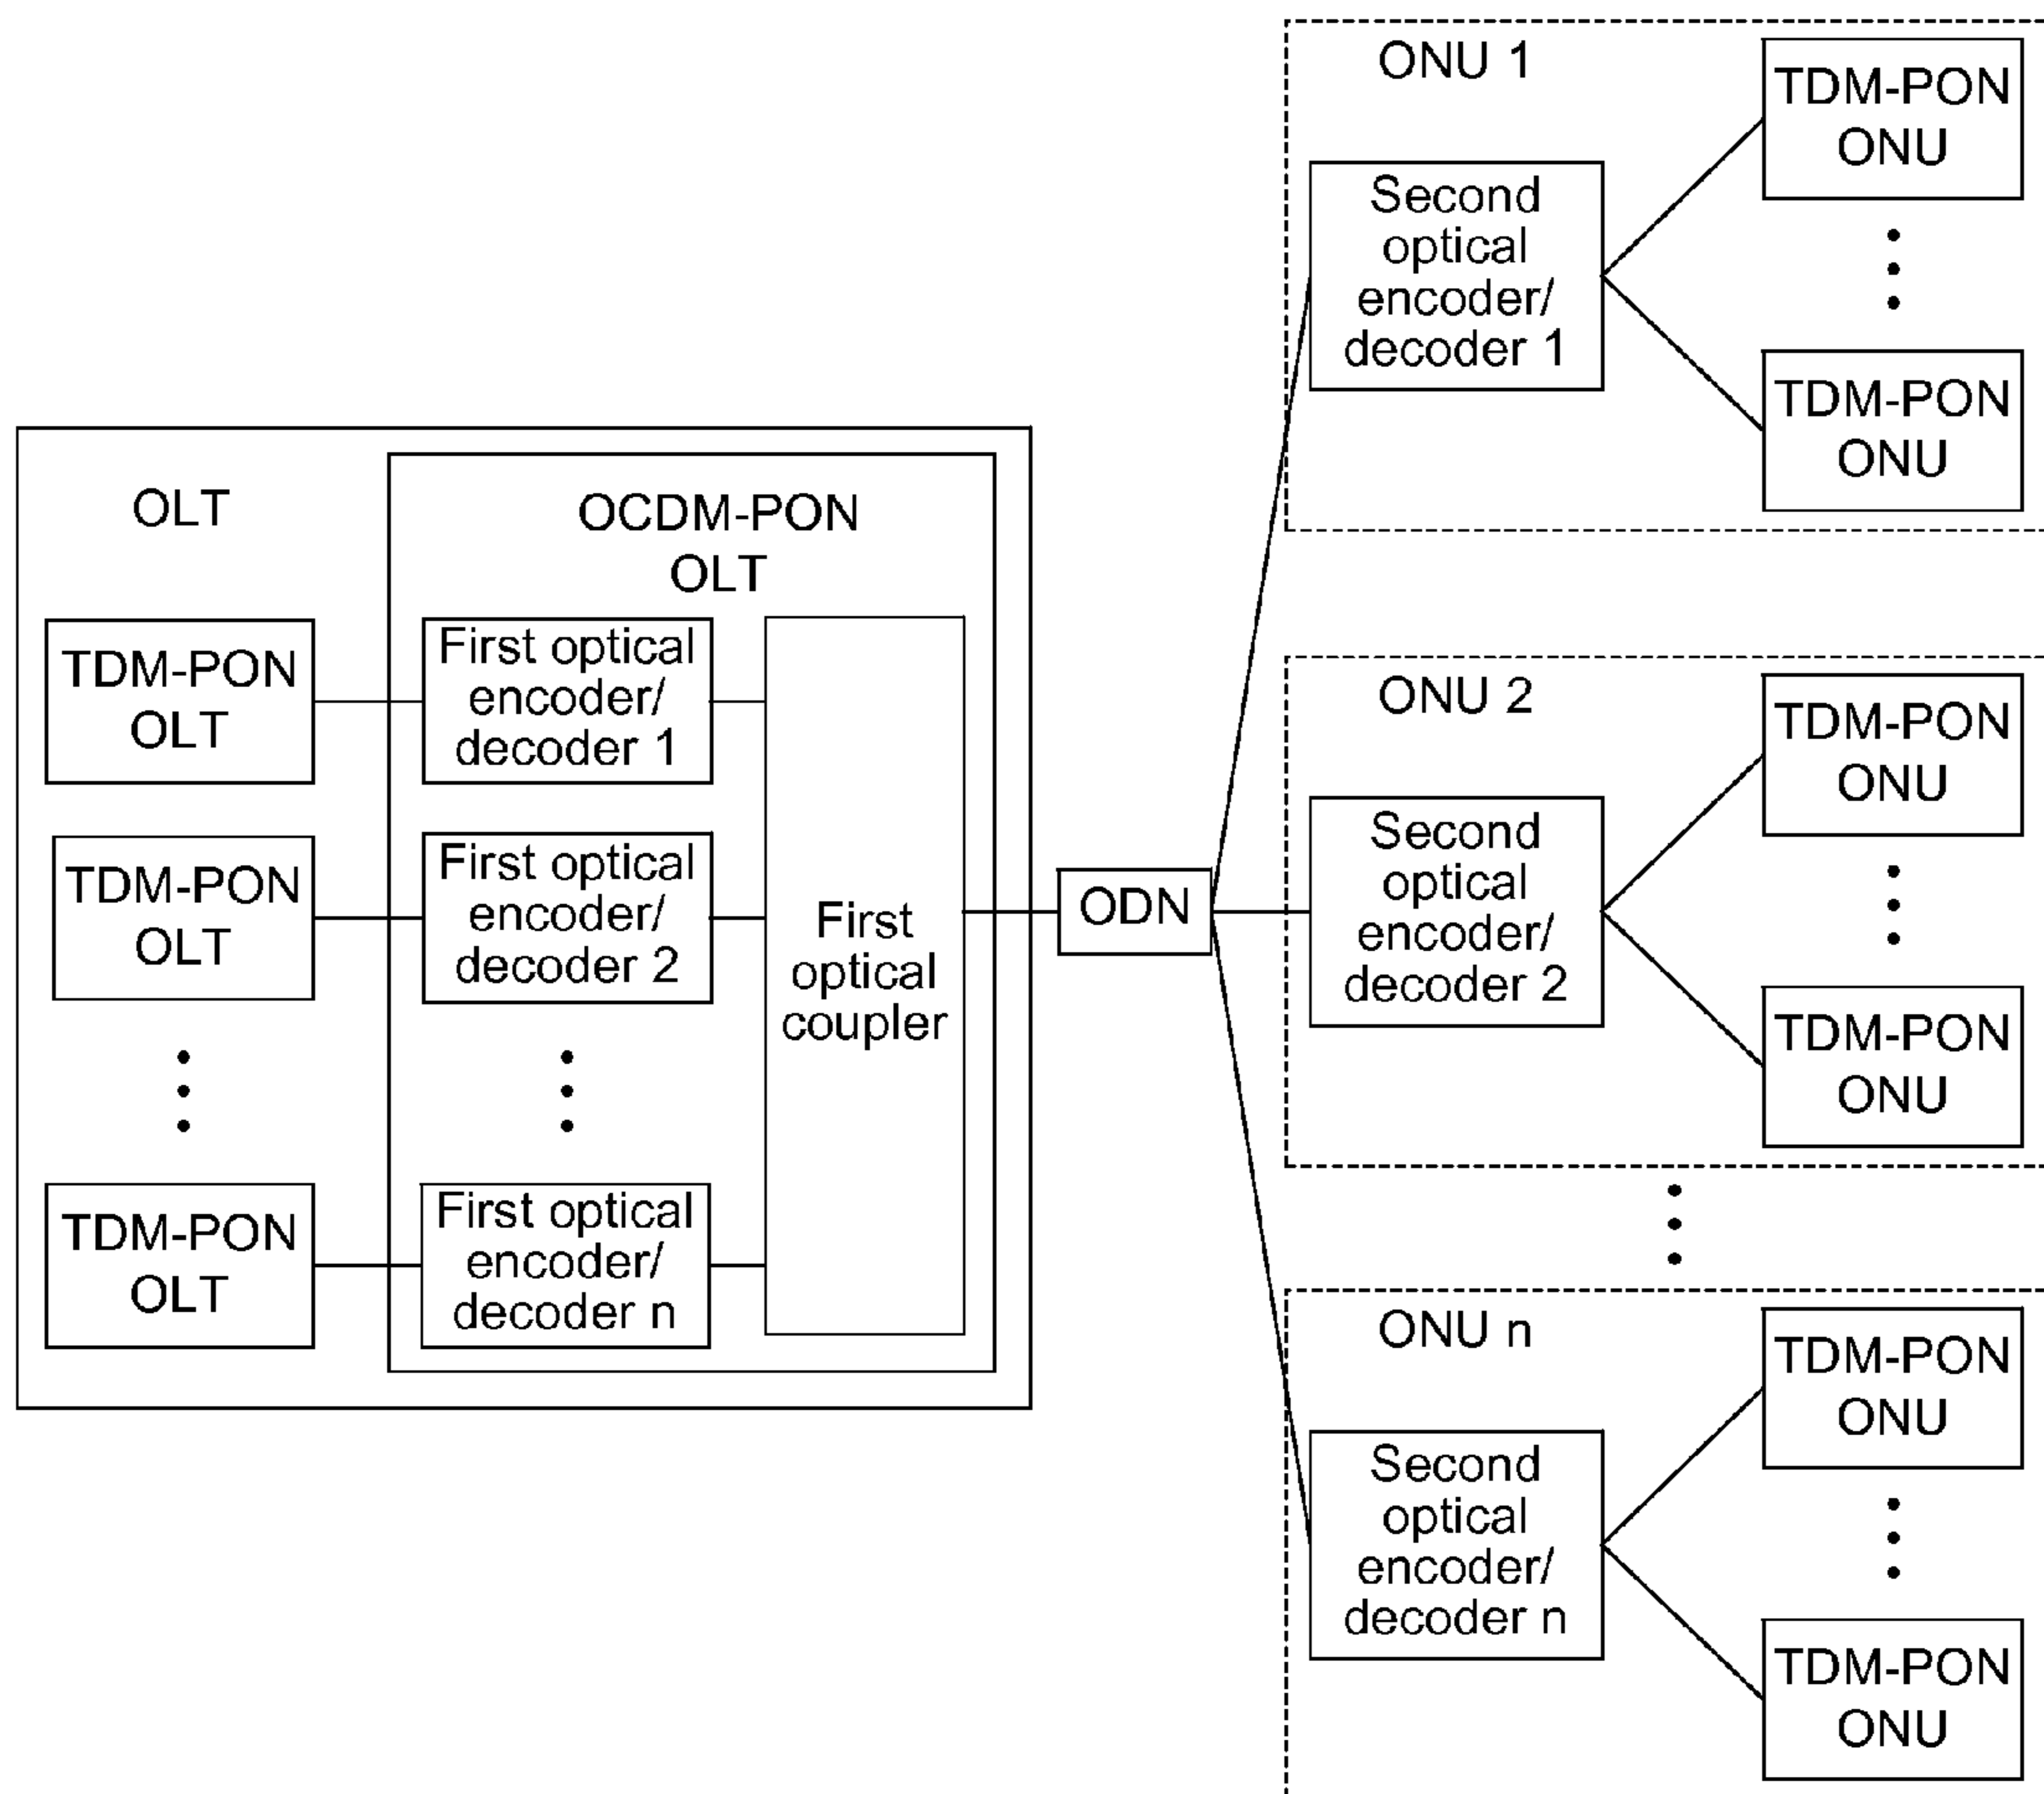 OLT
OCDM-PON
OLT
TDM-PON
OLT
First optical
encoder/
decoder 1
TDM-PON
OLT
First optical
encoder/
decoder 2
TDM-PON
OLT
First optical
encoder/
decoder n
First
optical
coupler
ODN
ONU 1
Second
optical
encoder/
decoder 1
TDM-PON
ONU
TDM-PON
ONU
ONU 2
Second
optical
encoder/
decoder 2
TDM-PON
ONU
TDM-PON
ONU
ONU n
Second
optical
encoder/
decoder n
TDM-PON
ONU
TDM-PON
ONU